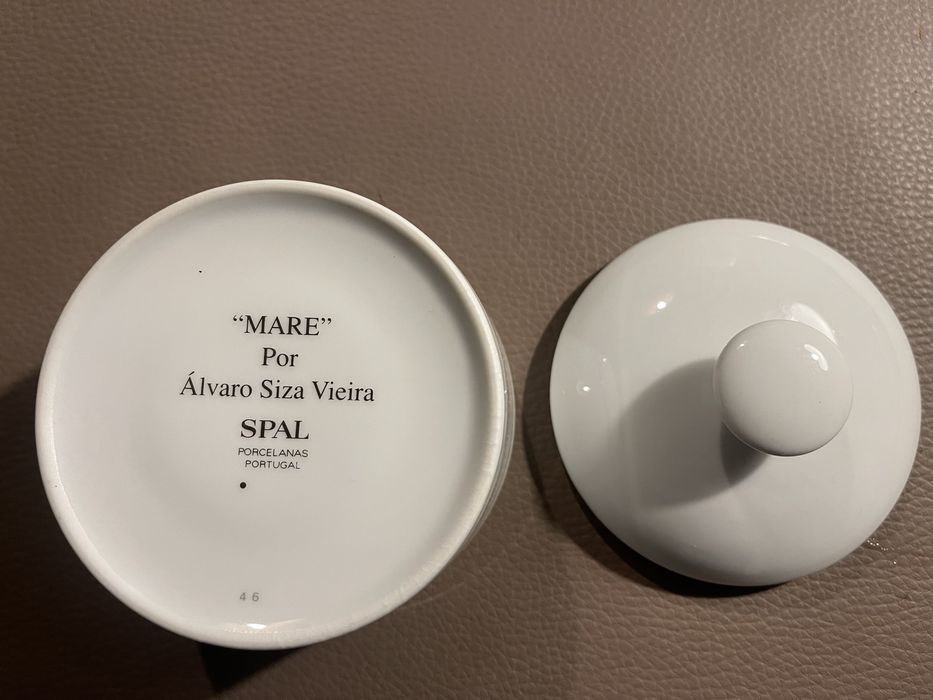 “MARE”
Por
Álvaro Siza Vieira
SPAL
PORCELANAS
PORTUGAL
46